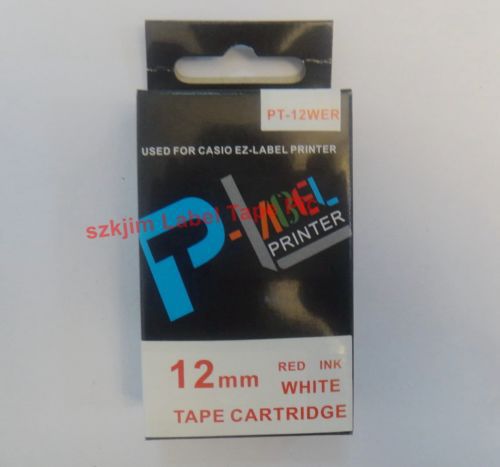 PT-12WER
USED FOR CASIO EZ-LABEL PRINTER
P-LABEL
PRINTER
szkjim Label Tape
12mm RED INK
WHITE
TAPE CARTRIDGE